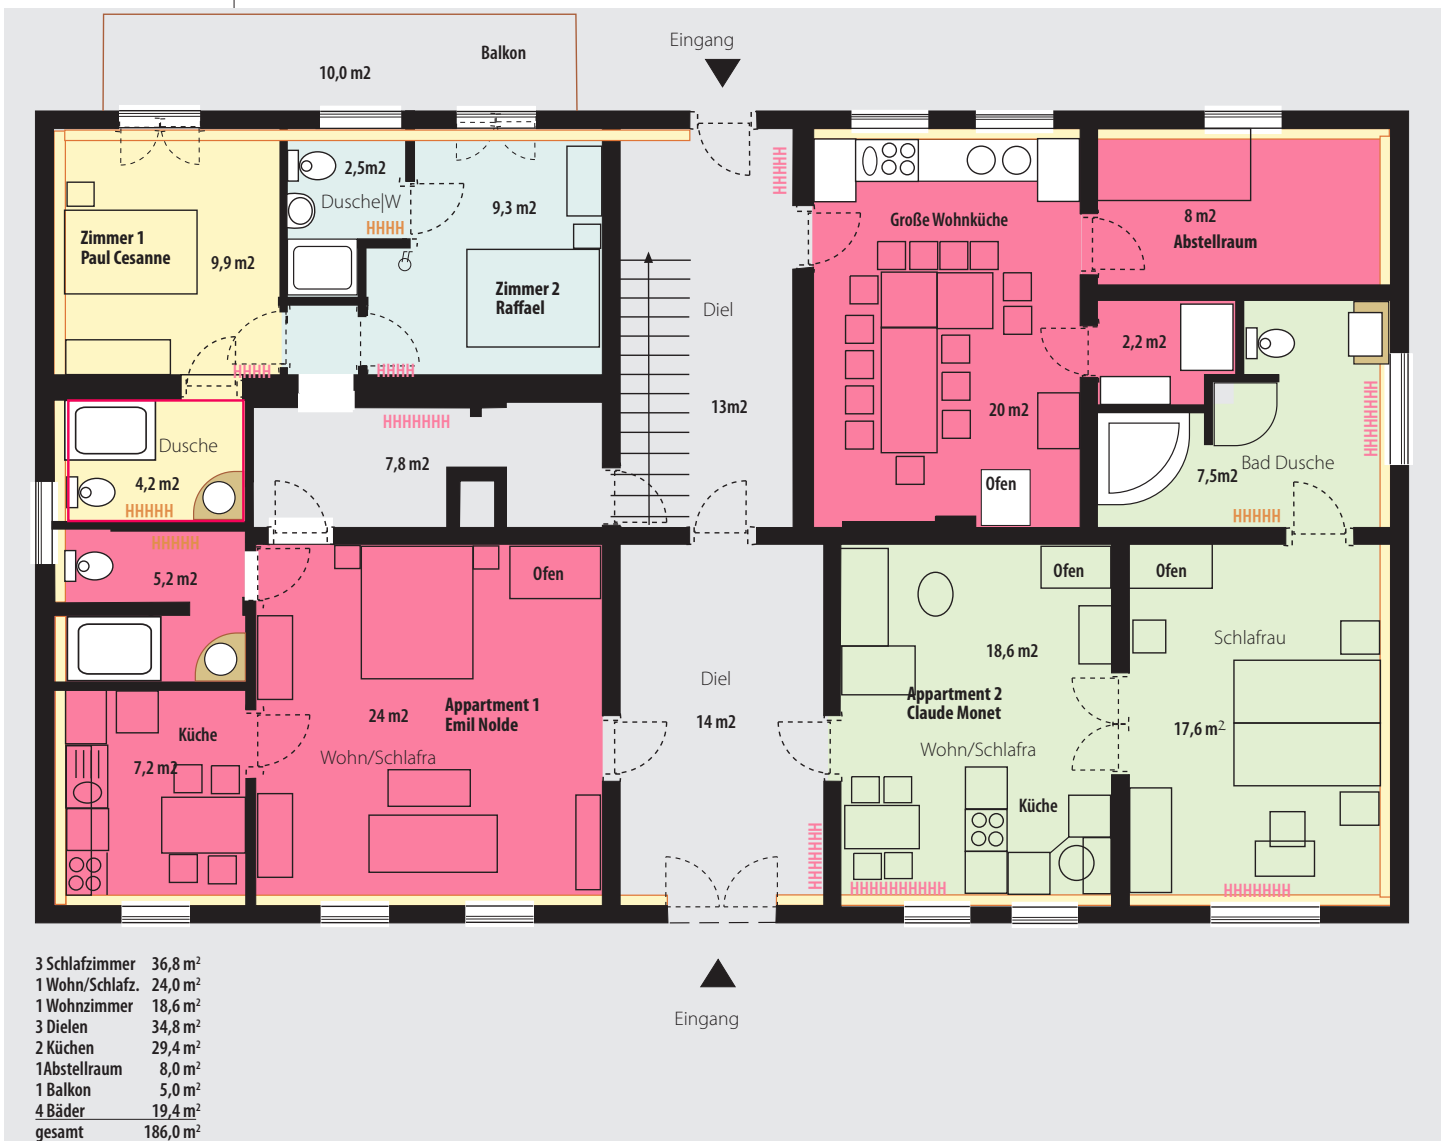 Eingang
Balkon
10,0 m2
2,5m2
Dusche|W
9,3 m2
Zimmer 1
Paul Cesanne
9,9 m2
Zimmer 2
Raffael
Große Wohnküche
8 m2
Abstellraum
Diel
2,2 m2
13m2
20 m2
Dusche
4,2 m2
7,8 m2
Ofen
Bad Dusche
7,5m2
5,2 m2
Ofen
Ofen
Ofen
Schlafrau
18,6 m2
Diel
14 m2
Appartment 1
Emil Nolde
24 m2
Wohn/Schlafra
Küche
7,2 m2
Appartment 2
Claude Monet
Wohn/Schlafra
17,6 m2
Küche
Eingang
3 Schlafzimmer 36,8 m²
1 Wohn/Schlafz. 24,0 m²
1 Wohnzimmer 18,6 m²
3 Dielen 34,8 m²
2 Küchen 29,4 m²
1Abstellraum 8,0 m²
1 Balkon 5,0 m²
4 Bäder 19,4 m²
gesamt 186,0 m²